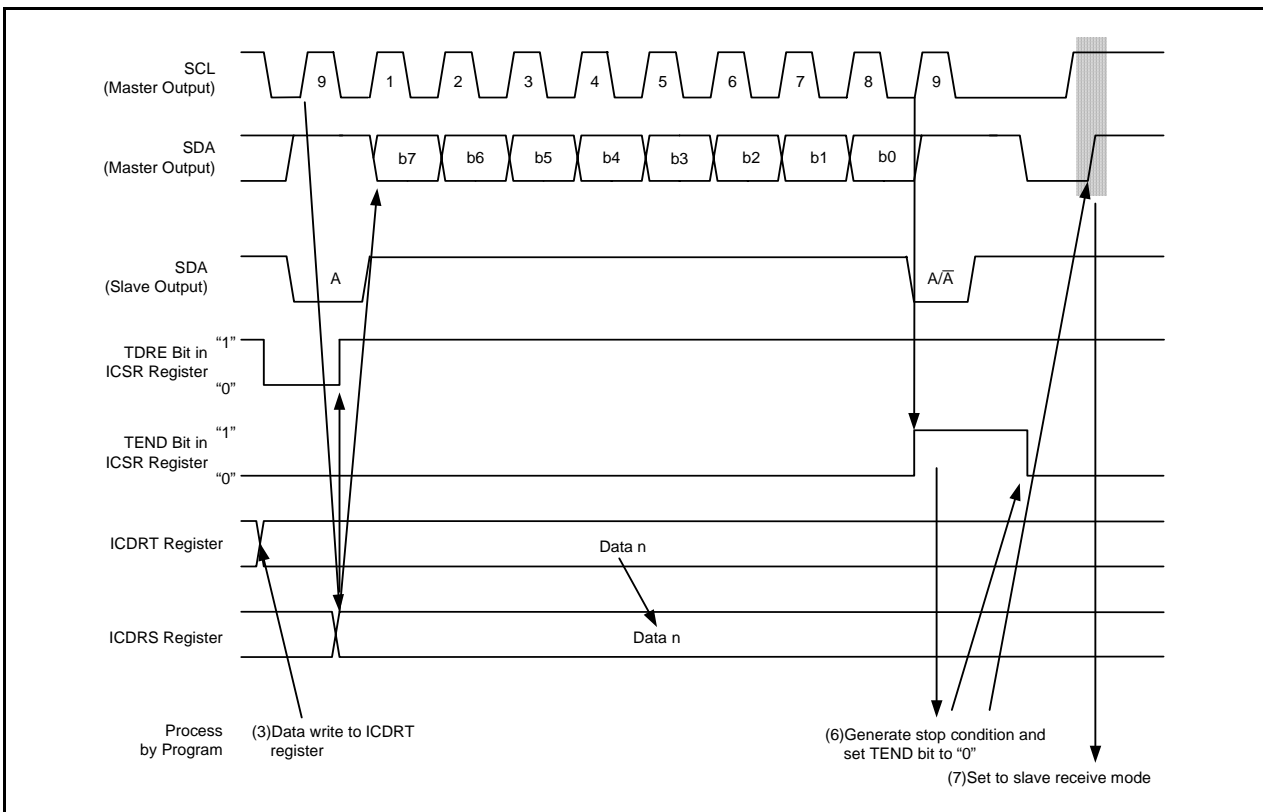 SCL
(Master Output)
9 1 2 3 4 5 6 7 8 9
SDA
(Master Output)
b7 b6 b5 b4 b3 b2 b1 b0
SDA
(Slave Output)
A A/A̅
TDRE Bit in
ICSR Register
“1”
“0”
TEND Bit in
ICSR Register
“1”
“0”
ICDRT Register
Data n
ICDRS Register
Data n
Process
by Program
(3)Data write to ICDRT
register
(6)Generate stop condition and
set TEND bit to “0”
(7)Set to slave receive mode